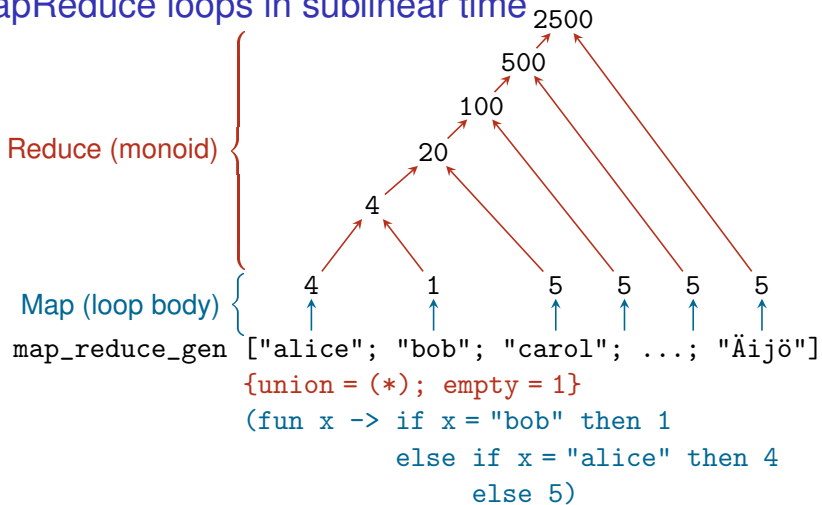 apReduce loops in sublinear time
2500
500
100
Reduce (monoid)
20
4
4 1 5 5 5 5
Map (loop body)
map_reduce_gen ["alice"; "bob"; "carol"; ...; "Äijö"]
{union = (*); empty = 1}
(fun x -> if x = "bob" then 1
else if x = "alice" then 4
else 5)